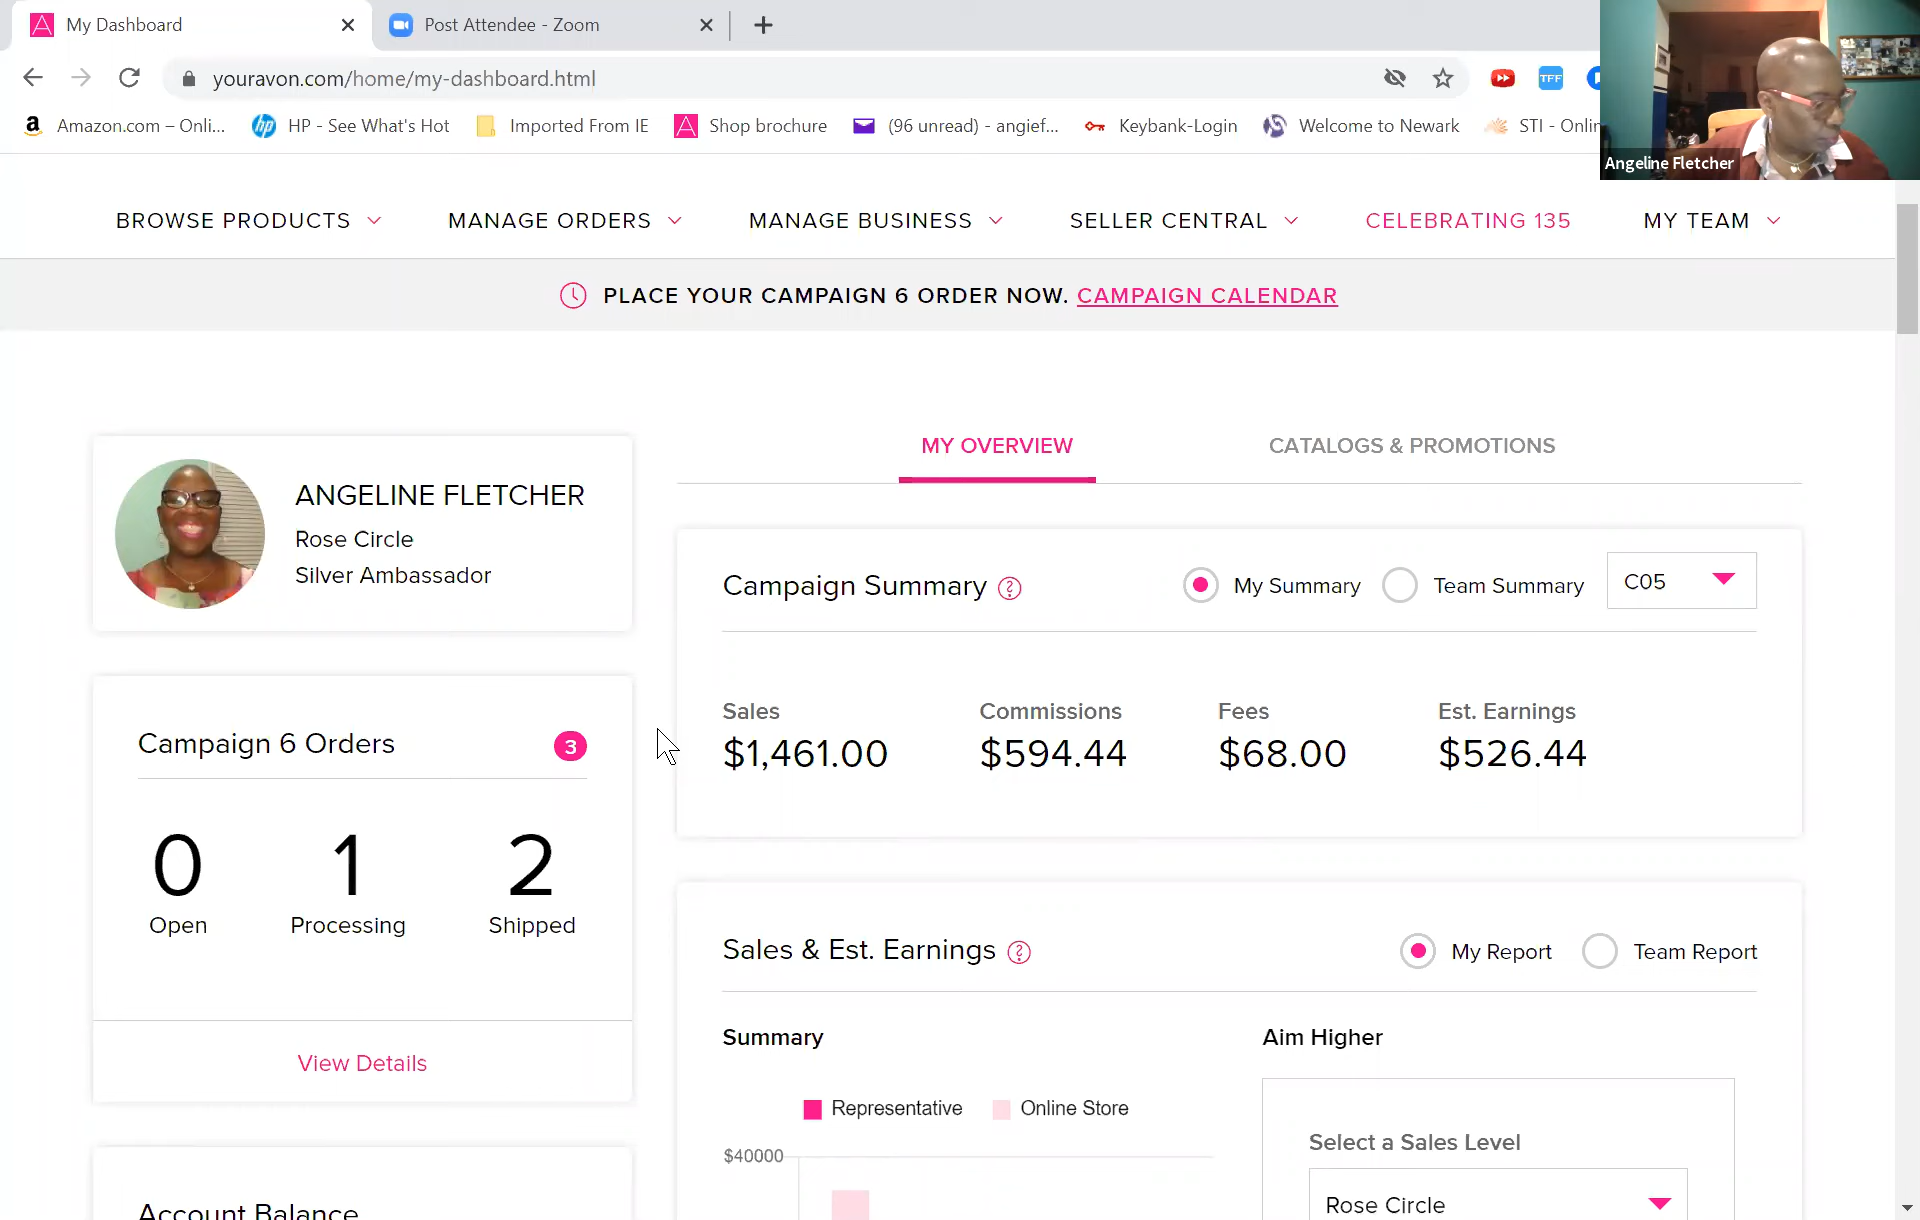 My Dashboard
Post Attendee - Zoom
youravon.com/home/my-dashboard.html
TFF
Amazon.com – Onli...
HP - See What's Hot
Imported From IE
Shop brochure
(96 unread) - angief...
Keybank-Login
Welcome to Newark
STI - Onlin
Angeline Fletcher
BROWSE PRODUCTS
MANAGE ORDERS
MANAGE BUSINESS
SELLER CENTRAL
CELEBRATING 135
MY TEAM
PLACE YOUR CAMPAIGN 6 ORDER NOW. CAMPAIGN CALENDAR
ANGELINE FLETCHER
Rose Circle
Silver Ambassador
MY OVERVIEW
CATALOGS & PROMOTIONS
Campaign Summary ?
My Summary
Team Summary
C05
Sales
Commissions
Fees
Est. Earnings
$1,461.00
$594.44
$68.00
$526.44
Campaign 6 Orders
3
0
1
2
Open
Processing
Shipped
View Details
Account Balance
Sales & Est. Earnings ?
My Report
Team Report
Summary
Representative
Online Store
$40000
Aim Higher
Select a Sales Level
Rose Circle